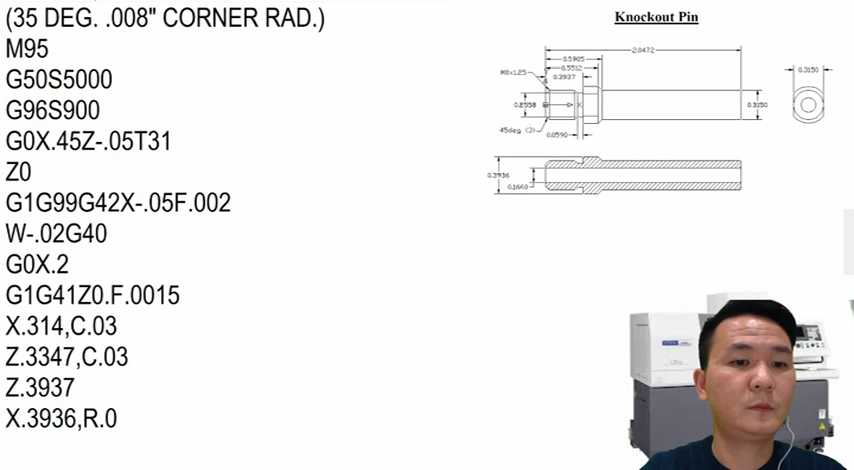 (35 DEG. .008" CORNER RAD.)
M95
G50S5000
G96S900
G0X.45Z-.05T31
Z0
G1G99G42X-.05F.002
W-.02G40
G0X.2
G1G41Z0.F.0015
X.314,C.03
Z.3347,C.03
Z.3937
X.3936,R.0
Knockout Pin
2.0472
0.5905
0.5512
0.3937
M8x1.25
0.2558
X
45deg (3)
0.0590
0.3150
0.3150
0.3936
0.1660